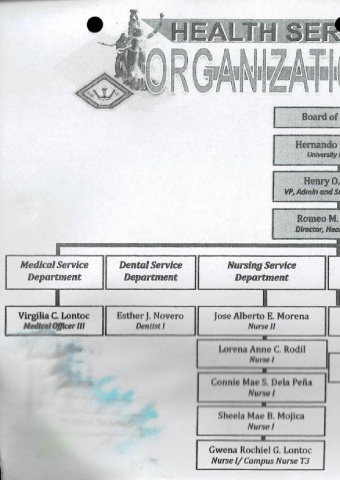 HEALTH SER
ORGANIZATI
Board of
Hernando
University
Henry O.
VP, Admin and S
Romeo M.
Director, Hea
Medical Service
Department
Dental Service
Department
Nursing Service
Department
Virgilia C. Lontoc
Medical Officer III
Esther J. Novero
Dentist I
Jose Alberto E. Morena
Nurse II
Lorena Anne C. Rodil
Nurse I
Connie Mae S. Dela Peña
Nurse I
Sheela Mae B. Mojica
Nurse I
Gwena Rochiel G. Lontoc
Nurse I/ Campus Nurse T3